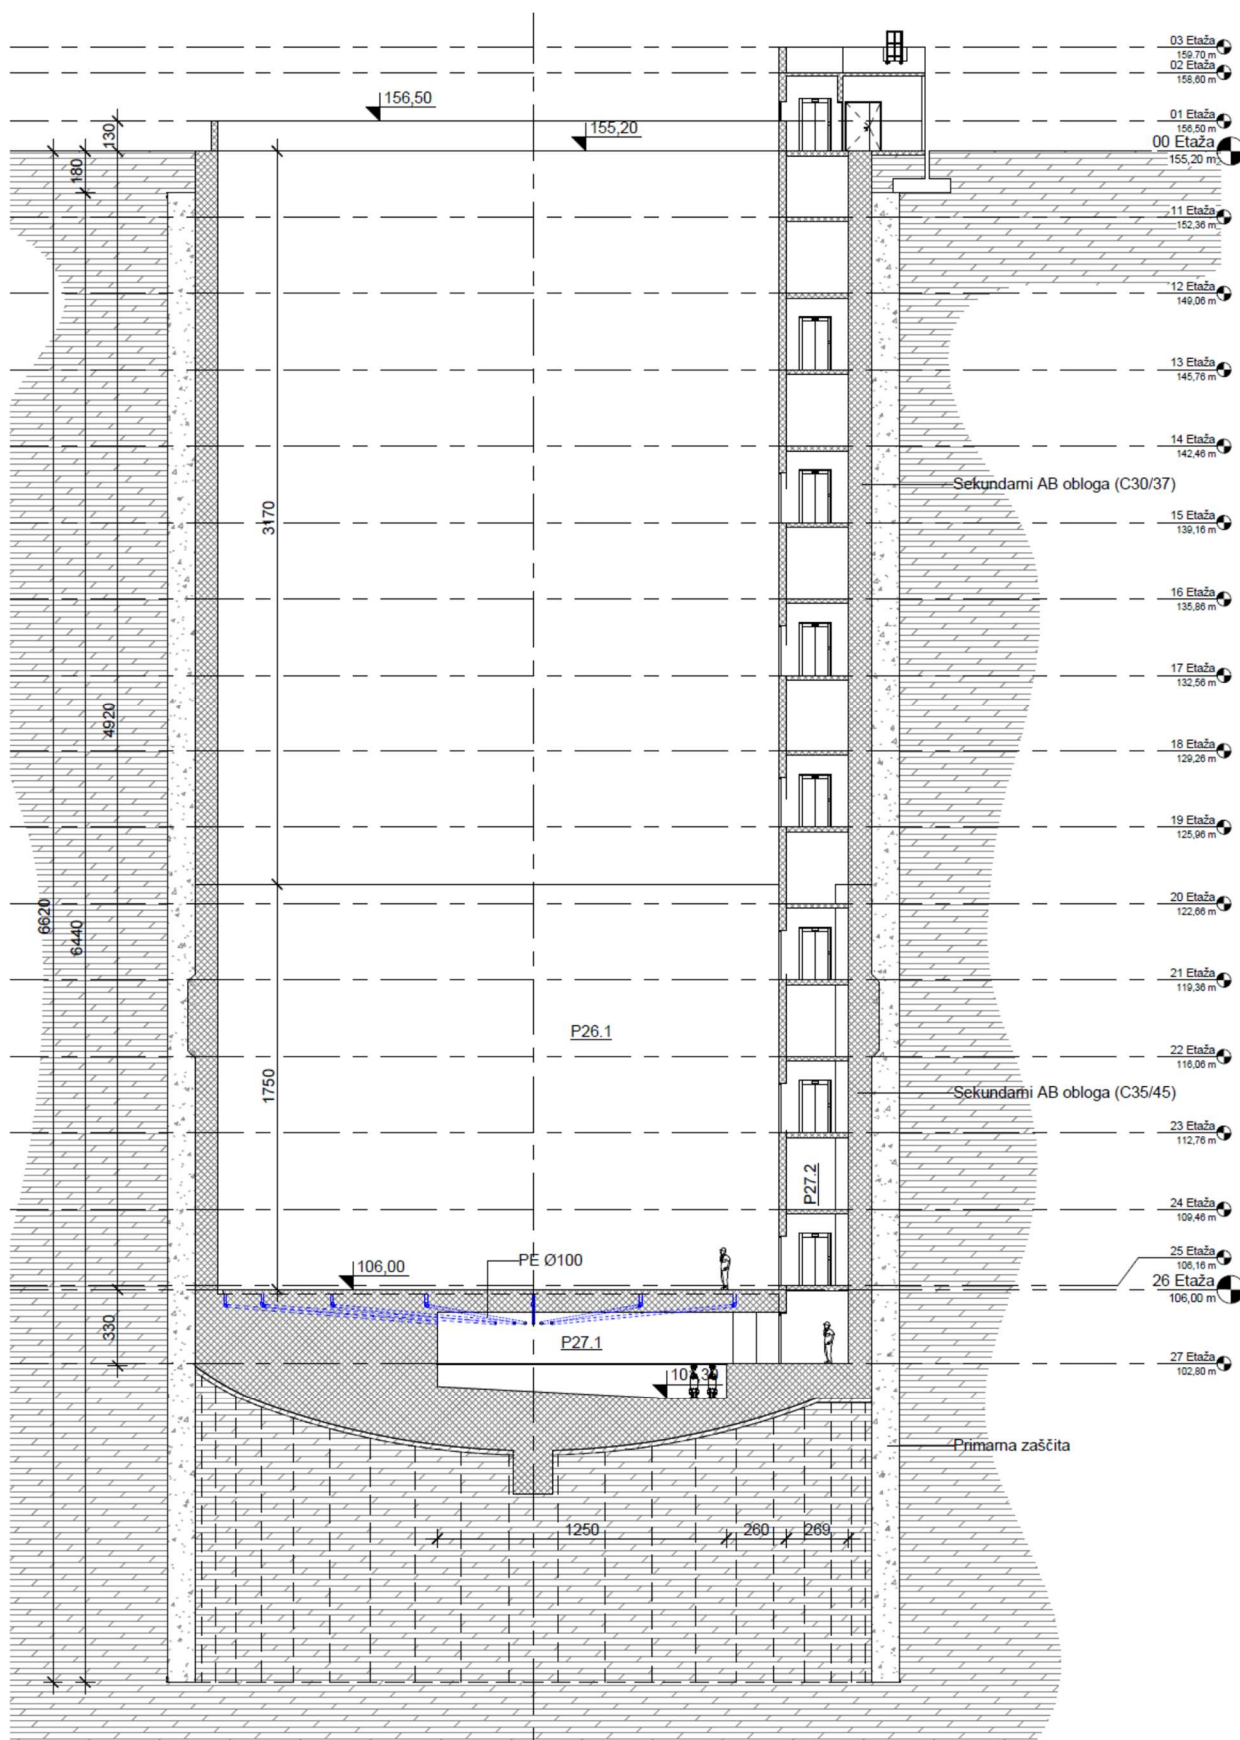 03 Etaža
159,70 m
02 Etaža
158,60 m
156,50
01 Etaža
156,50 m
130
155,20
00 Etaža
155,20 m
180
11 Etaža
152,36 m
12 Etaža
149,06 m
13 Etaža
145,76 m
14 Etaža
142,46 m
Sekundarni AB obloga (C30/37)
3170
15 Etaža
139,16 m
16 Etaža
135,86 m
17 Etaža
132,56 m
4920
18 Etaža
129,26 m
19 Etaža
125,96 m
20 Etaža
122,66 m
6620
6440
21 Etaža
119,36 m
P26.1
22 Etaža
116,06 m
1750
Sekundarni AB obloga (C35/45)
23 Etaža
112,76 m
P27.2
24 Etaža
109,46 m
25 Etaža
106,16 m
PE Ø100
106,00
26 Etaža
106,00 m
330
P27.1
27 Etaža
102,80 m
Primarna zaščita
1250
260
269